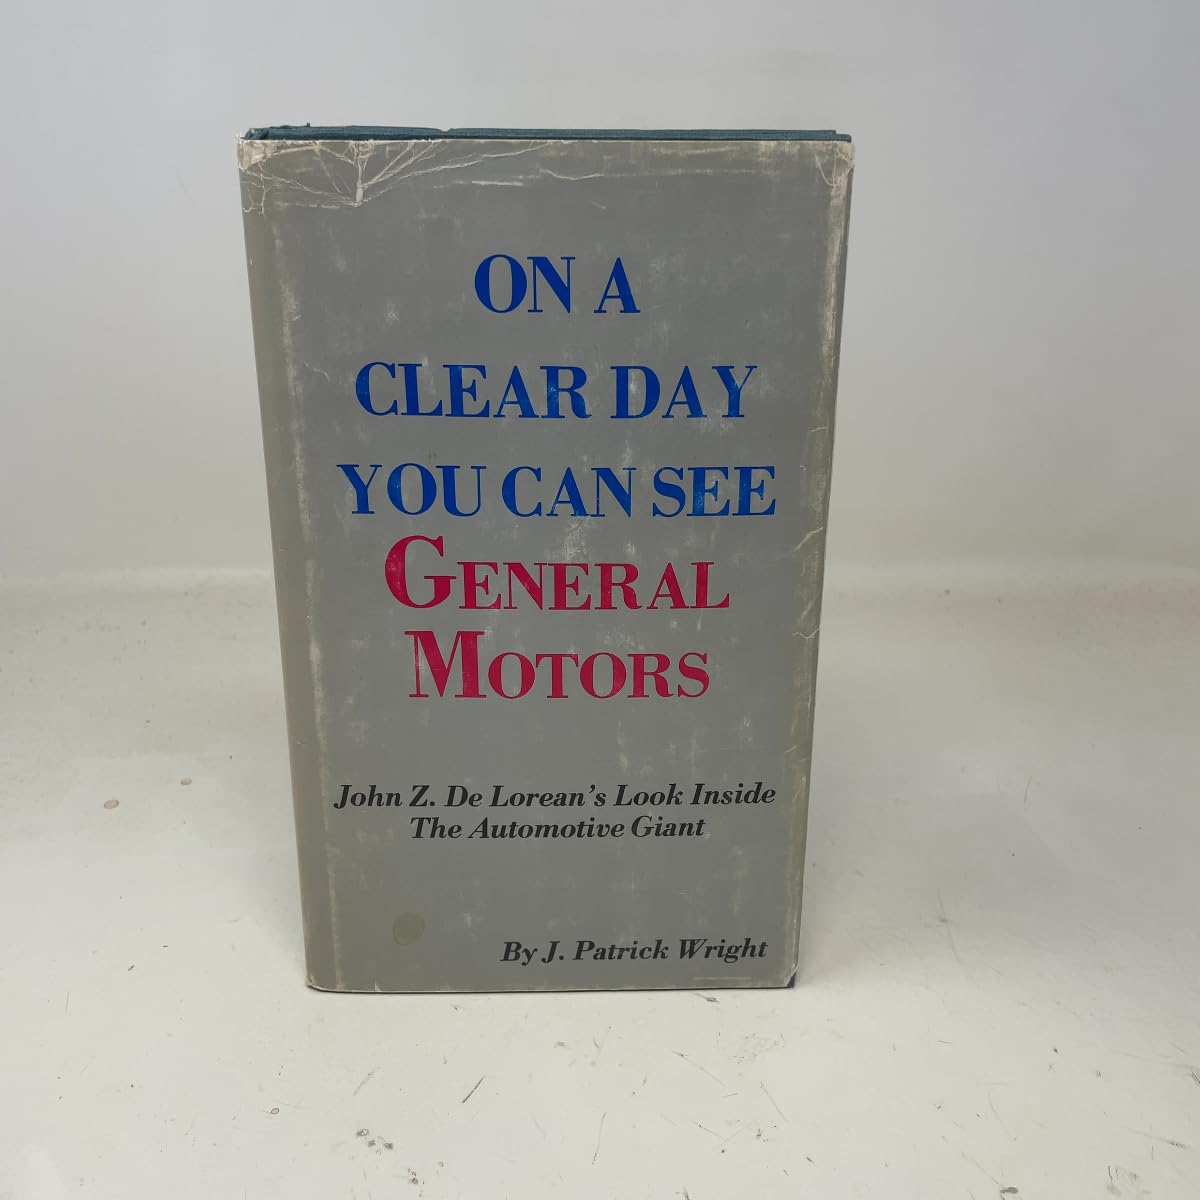 ON A
CLEAR DAY
YOU CAN SEE
GENERAL
MOTORS
John Z. De Lorean's Look Inside
The Automotive Giant
By J. Patrick Wright